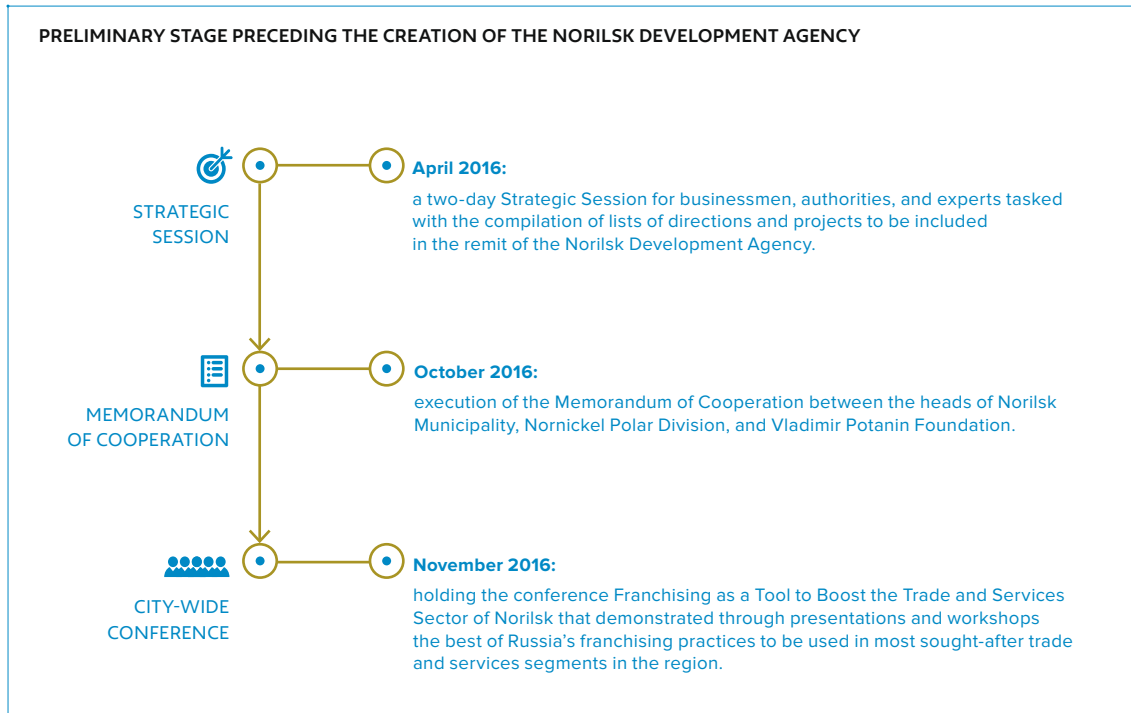 PRELIMINARY STAGE PRECEDING THE CREATION OF THE NORILSK DEVELOPMENT AGENCY
STRATEGIC
SESSION
April 2016:
a two-day Strategic Session for businessmen, authorities, and experts tasked
with the compilation of lists of directions and projects to be included
in the remit of the Norilsk Development Agency.
MEMORANDUM
OF COOPERATION
October 2016:
execution of the Memorandum of Cooperation between the heads of Norilsk
Municipality, Nornickel Polar Division, and Vladimir Potanin Foundation.
CITY-WIDE
CONFERENCE
November 2016:
holding the conference Franchising as a Tool to Boost the Trade and Services
Sector of Norilsk that demonstrated through presentations and workshops
the best of Russia’s franchising practices to be used in most sought-after trade
and services segments in the region.